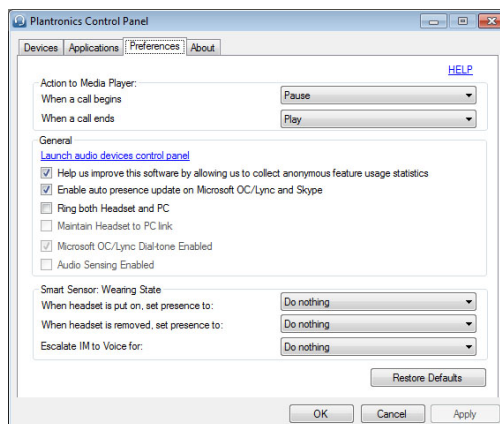 Plantronics Control Panel
Devices Applications Preferences About
HELP
Action to Media Player:
When a call begins Pause
When a call ends Play
General
Launch audio devices control panel
Help us improve this software by allowing us to collect anonymous feature usage statistics
Enable auto presence update on Microsoft OC/Lync and Skype
Ring both Headset and PC
Maintain Headset to PC link
Microsoft OC/Lync Dial-tone Enabled
Audio Sensing Enabled
Smart Sensor: Wearing State
When headset is put on, set presence to: Do nothing
When headset is removed, set presence to: Do nothing
Escalate IM to Voice for: Do nothing
Restore Defaults
OK Cancel Apply